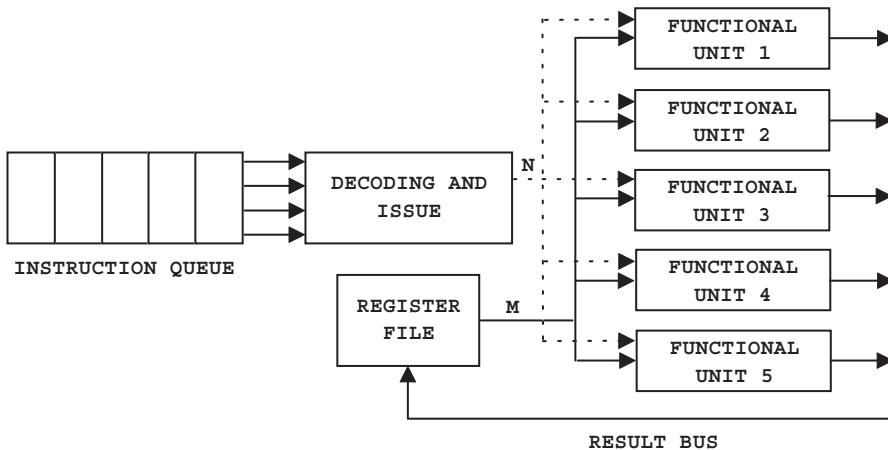 FUNCTIONAL
UNIT 1
FUNCTIONAL
UNIT 2
N
DECODING AND
ISSUE
FUNCTIONAL
UNIT 3
INSTRUCTION QUEUE
FUNCTIONAL
UNIT 4
REGISTER
FILE
M
FUNCTIONAL
UNIT 5
RESULT BUS